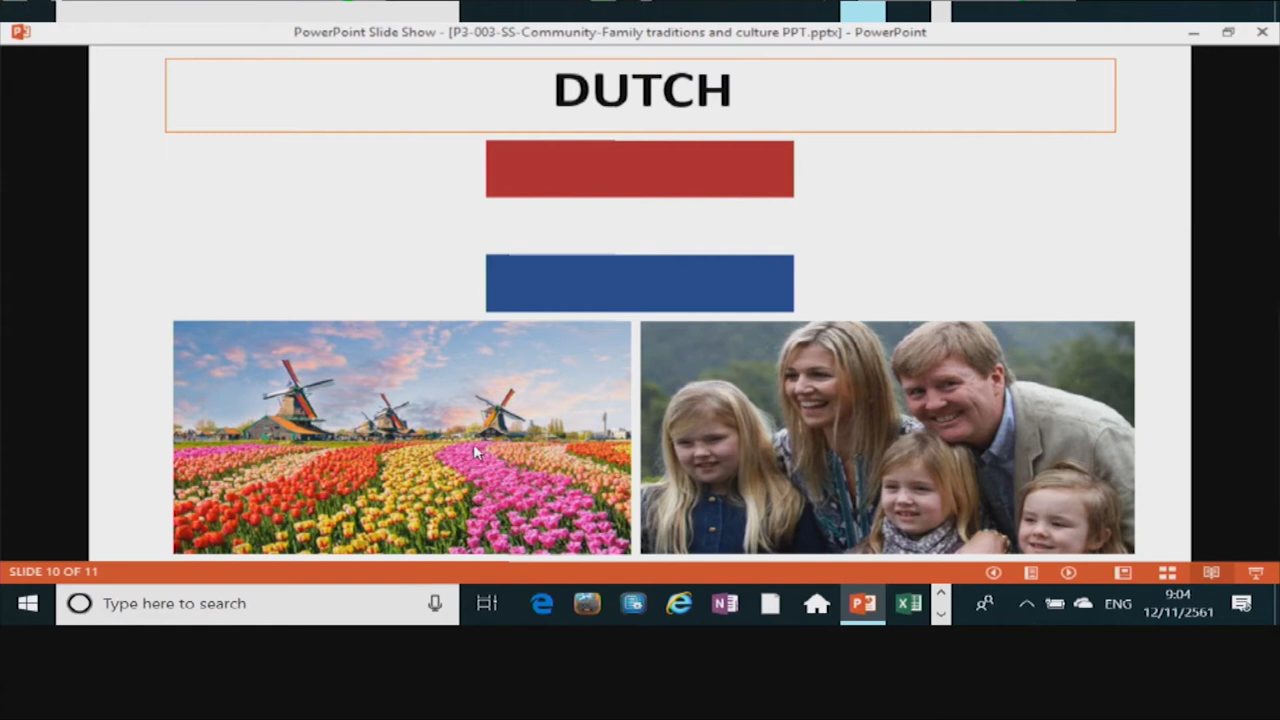 PowerPoint Slide Show - [P3-003-SS-Community-Family traditions and culture PPT.pptx] - PowerPoint
DUTCH
SLIDE 10 OF 11
Type here to search
ENG
9:04
12/11/2561